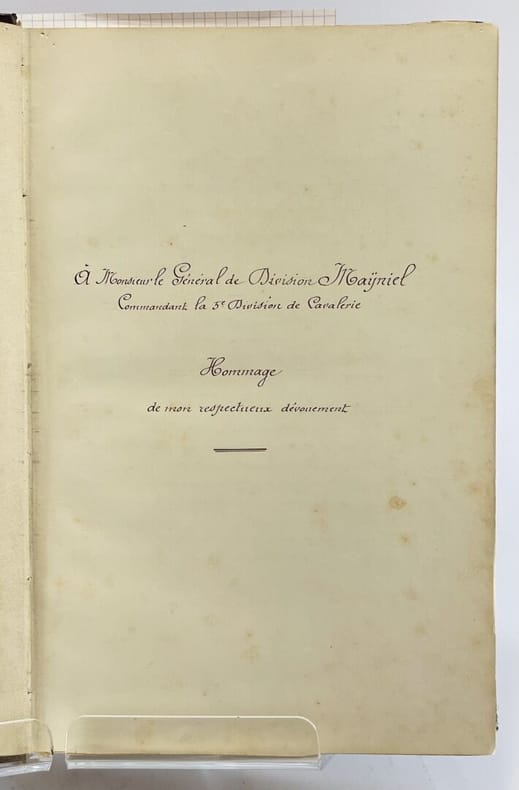 À Monsieur le Général de Division Maÿniel
Commandant la 5e Division de Cavalerie
Hommage
de mon respectueux dévouement